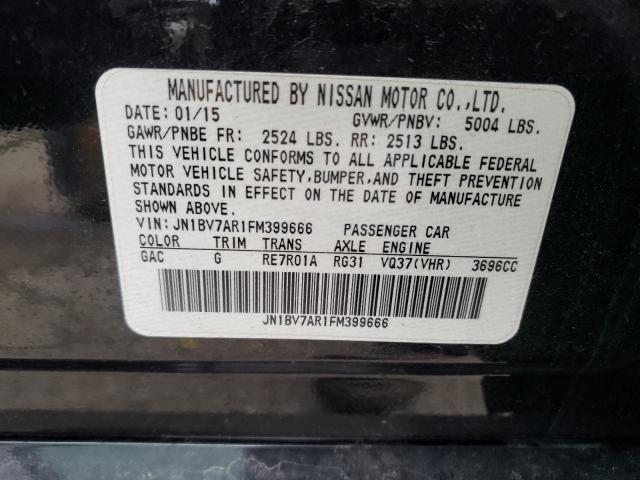 MANUFACTURED BY NISSAN MOTOR CO.,LTD.
DATE: 01/15 GVWR/PNBV: 5004 LBS.
GAWR/PNBE FR: 2524 LBS. RR: 2513 LBS.
THIS VEHICLE CONFORMS TO ALL APPLICABLE FEDERAL
MOTOR VEHICLE SAFETY,BUMPER,AND THEFT PREVENTION
STANDARDS IN EFFECT ON THE DATE OF MANUFACTURE
SHOWN ABOVE.
VIN: JN1BV7AR1FM399666 PASSENGER CAR
COLOR TRIM TRANS AXLE ENGINE
GAC G RE7R01A RG31 VQ37(VHR) 3696CC
JN1BV7AR1FM399666